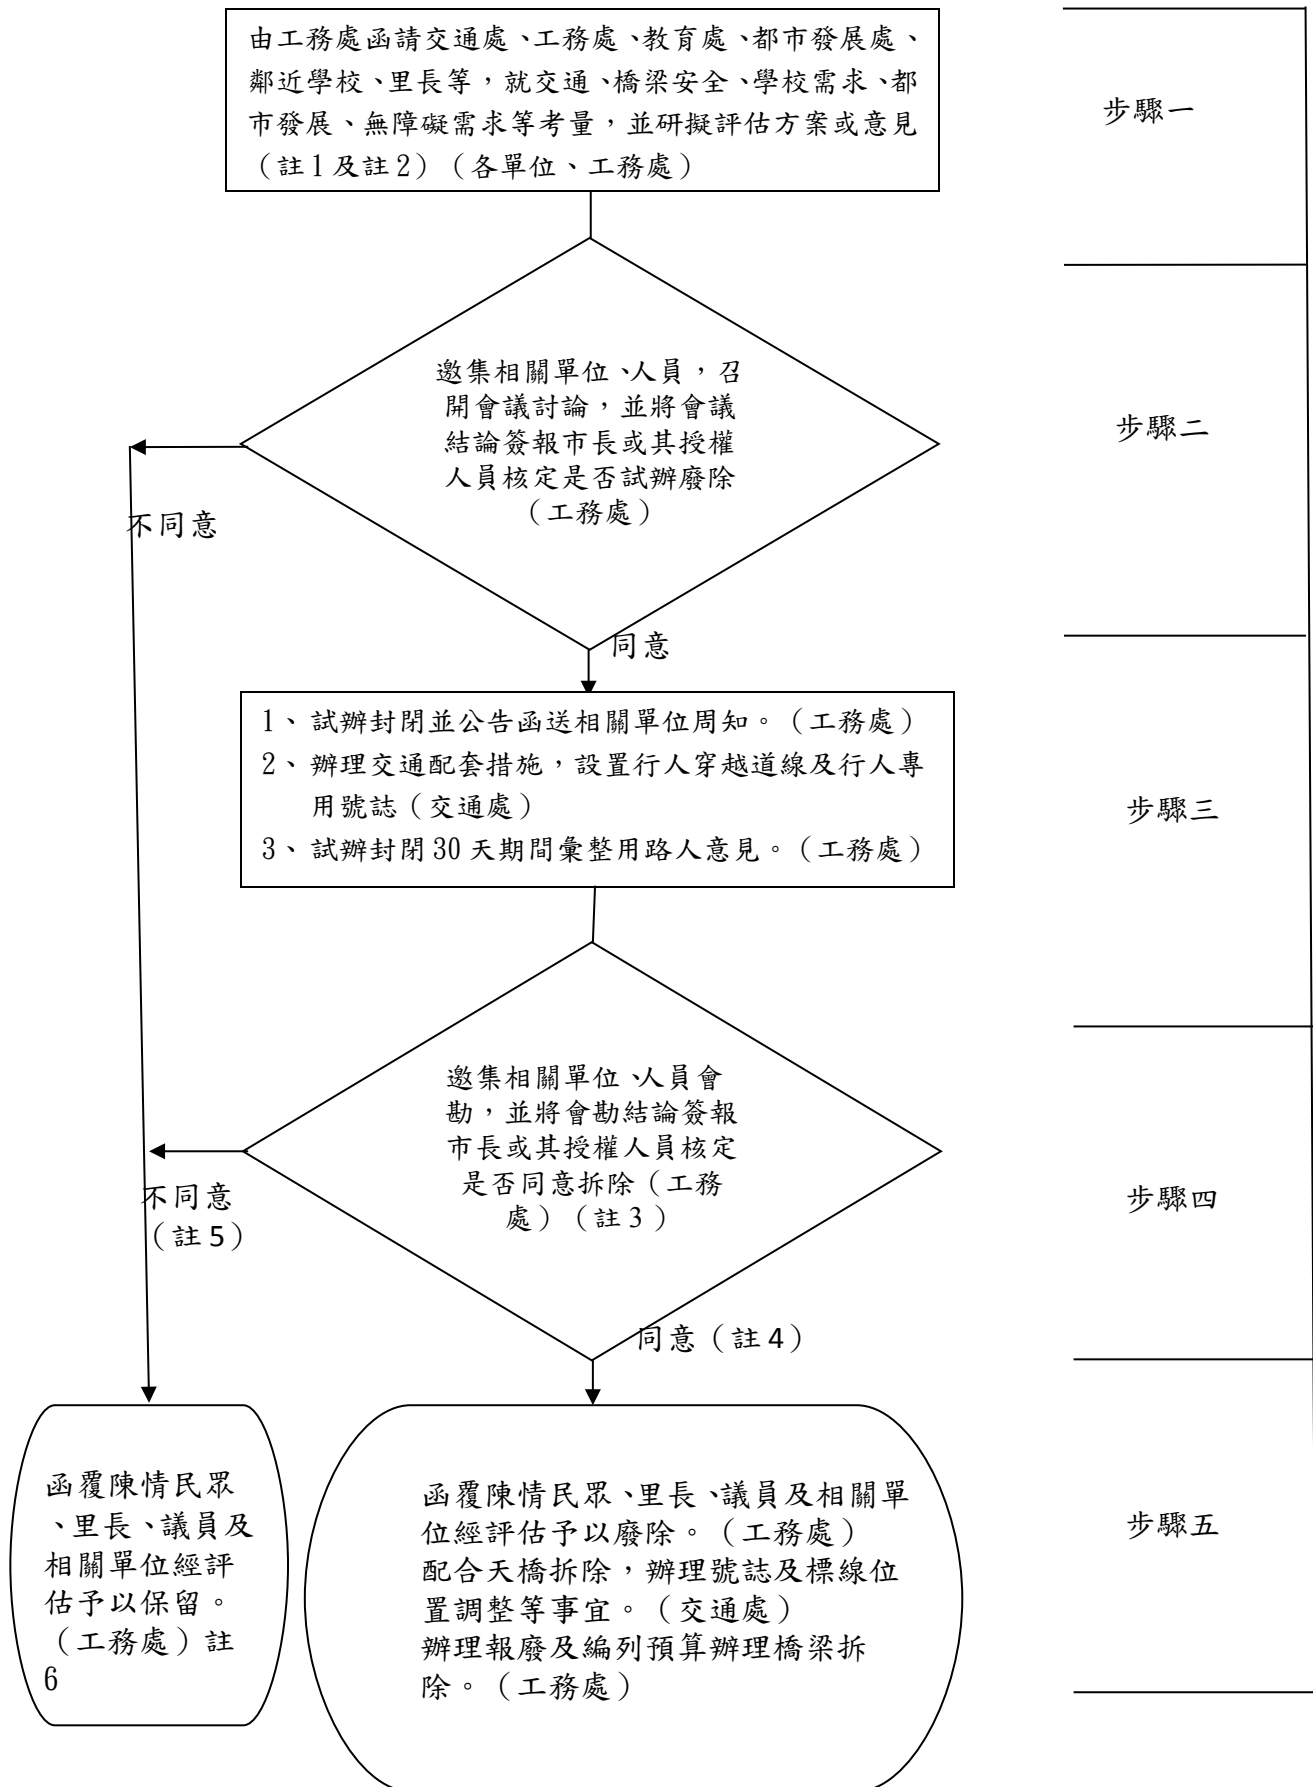 由工務處函請交通處、工務處、教育處、都市發展處、
鄰近學校、里長等，就交通、橋梁安全、學校需求、都
市發展、無障礙需求等考量，並研擬評估方案或意見
（註1及註2）（各單位、工務處）
步驟一
邀集相關單位、人員，召
開會議討論，並將會議
結論簽報市長或其授權
人員核定是否試辦廢除
（工務處）
步驟二
不同意
同意
1、 試辦封閉並公告函送相關單位周知。（工務處）
2、 辦理交通配套措施，設置行人穿越道線及行人專
用號誌（交通處）
3、 試辦封閉30天期間彙整用路人意見。（工務處）
步驟三
邀集相關單位、人員會
勘，並將會勘結論簽報
市長或其授權人員核定
是否同意拆除（工務
處）（註3）
步驟四
不同意
（註5）
同意（註4）
函覆陳情民眾
、里長、議員及
相關單位經評
估予以保留。
（工務處）註
6
函覆陳情民眾、里長、議員及相關單
位經評估予以廢除。（工務處）
配合天橋拆除，辦理號誌及標線位
置調整等事宜。（交通處）
辦理報廢及編列預算辦理橋梁拆
除。（工務處）
步驟五